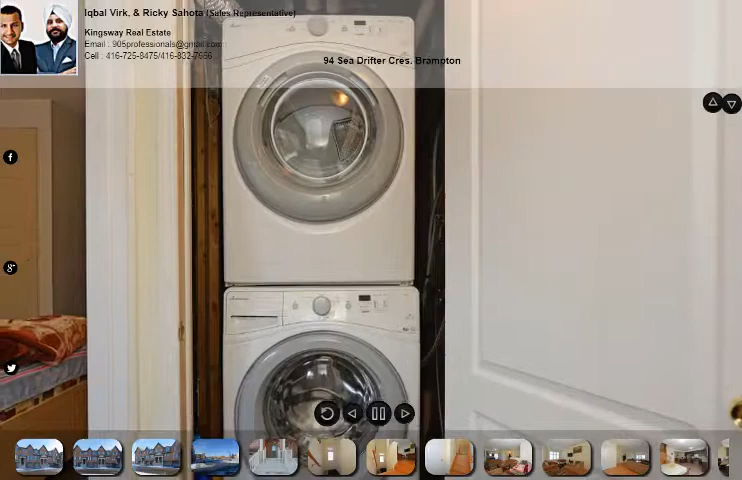 Iqbal Virk, & Ricky Sahota (Sales Representative)
Kingsway Real Estate
Email : 905professionals@gmail.com
Cell : 416-725-8475/416-832-7656
94 Sea Drifter Cres. Brampton